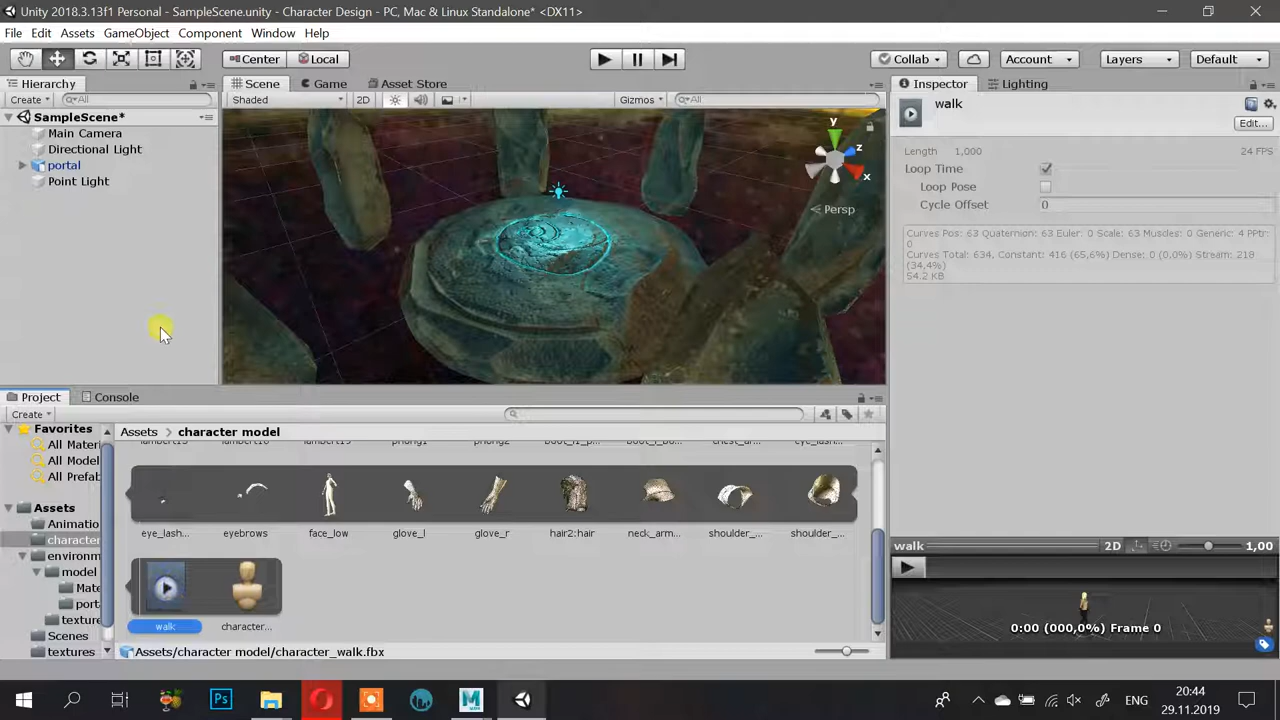 Unity 2018.3.13f1 Personal - SampleScene.unity - Character Design - PC, Mac & Linux Standalone* <DX11>
File Edit Assets GameObject Component Window Help
Center Local Collab Account Layers Default
Hierarchy Scene Game Asset Store Inspector Lighting
Create All Shaded 2D Gizmos All walk
Edit...
SampleScene*
Main Camera
Directional Light
portal
Point Light
y
z
x
Persp
Length 1,000 24 FPS
Loop Time
Loop Pose
Cycle Offset 0
Curves Pos: 63 Quaternion: 63 Euler: 0 Scale: 63 Muscles: 0 Generic: 4 PPtr:
0
Curves Total: 634, Constant: 416 (65,6%) Dense: 0 (0,0%) Stream: 218
(34,4%)
54.2 KB
Project Console
Create
Favorites
All Materi
All Model
All Prefab
Assets
Animatio
character
environm
model
Mate
port
textur
Scenes
textures
Assets > character model
eye_lash... eyebrows face_low glove_l glove_r hair2:hair neck_arm... shoulder_... shoulder_...
walk character...
Assets/character model/character_walk.fbx
walk 2D 1,00
0:00 (000,0%) Frame 0
Ps
M
ENG
20:44
29.11.2019